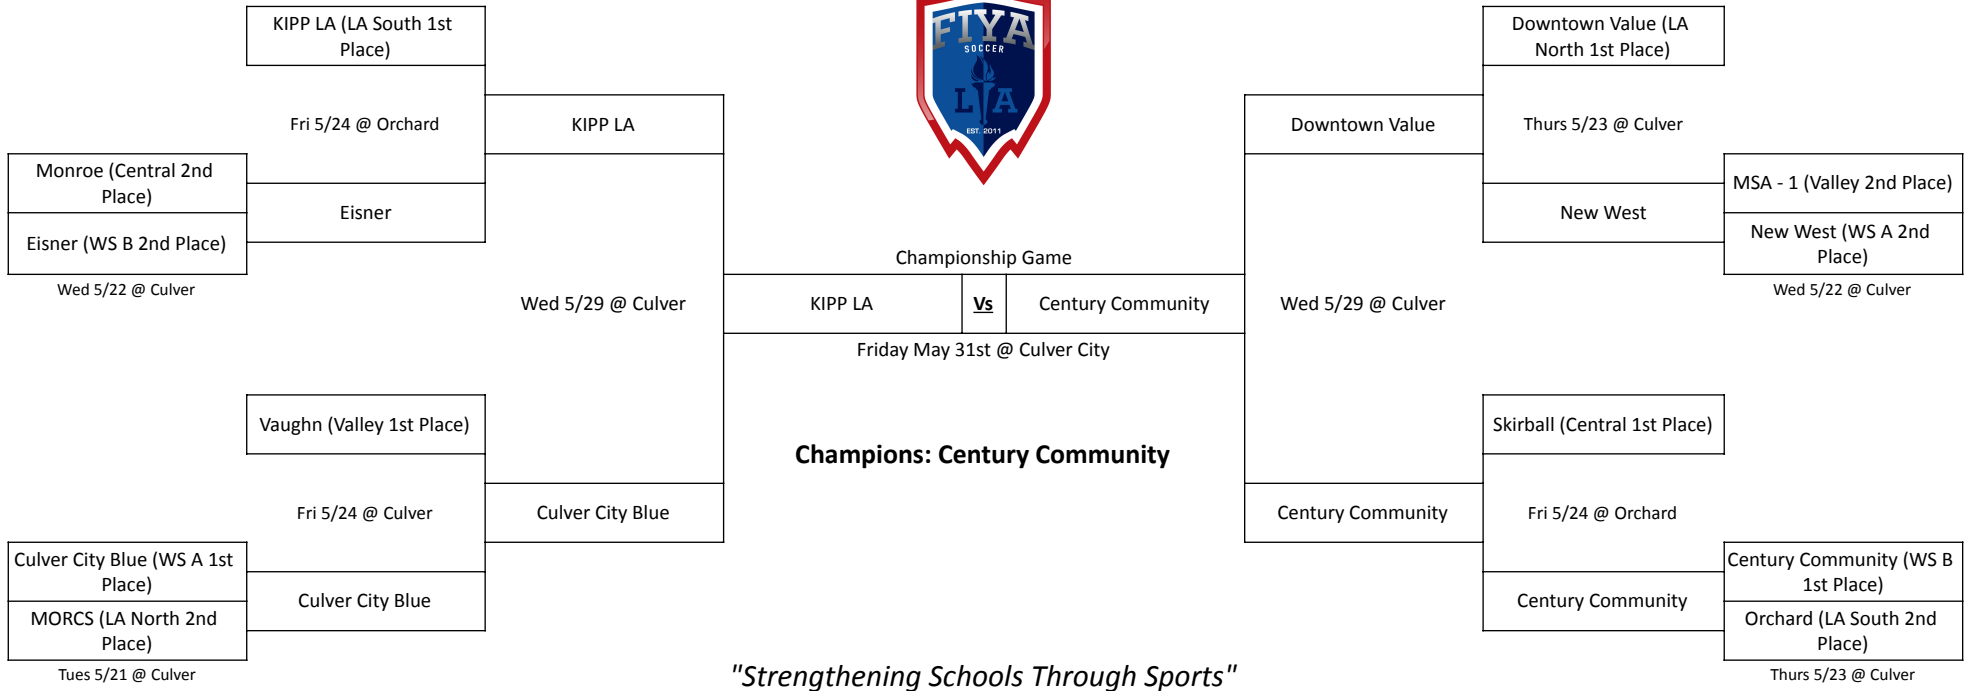 KIPP LA (LA South 1st
Place)
Fri 5/24 @ Orchard
KIPP LA
Monroe (Central 2nd
Place)
Eisner (WS B 2nd Place)
Wed 5/22 @ Culver
Eisner
Wed 5/29 @ Culver
Vaughn (Valley 1st Place)
Fri 5/24 @ Culver
Culver City Blue
Culver City Blue (WS A 1st
Place)
MORCS (LA North 2nd
Place)
Tues 5/21 @ Culver
Culver City Blue
FIYA
SOCCER
LA
EST. 2011
Championship Game
KIPP LA
Vs
Century Community
Friday May 31st @ Culver City
Champions: Century Community
"Strengthening Schools Through Sports"
Downtown Value (LA
North 1st Place)
Downtown Value
Thurs 5/23 @ Culver
New West
MSA - 1 (Valley 2nd Place)
New West (WS A 2nd
Place)
Wed 5/22 @ Culver
Wed 5/29 @ Culver
Skirball (Central 1st Place)
Century Community
Fri 5/24 @ Orchard
Century Community
Century Community (WS B
1st Place)
Orchard (LA South 2nd
Place)
Thurs 5/23 @ Culver